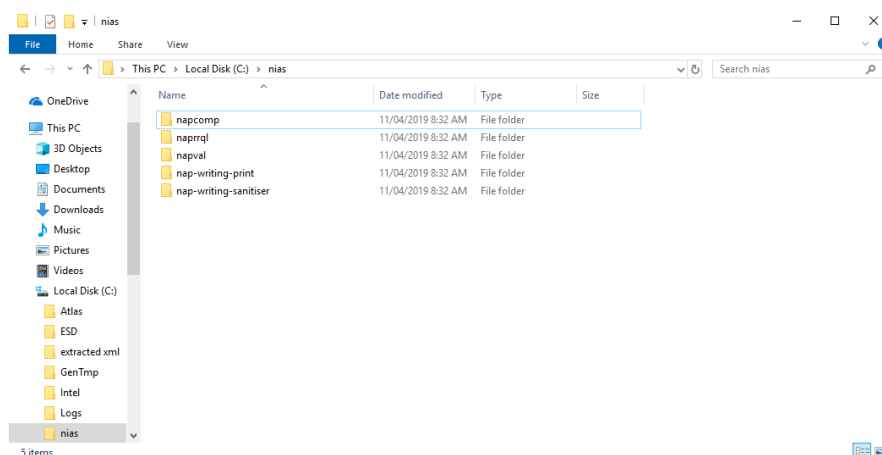 nias
File Home Share View
This PC > Local Disk (C:) > nias Search nias
Name Date modified Type Size
OneDrive
This PC
3D Objects
Desktop
Documents
Downloads
Music
Pictures
Videos
Local Disk (C:)
Atlas
ESD
extracted xml
GenTmp
Intel
Logs
nias
napcomp 11/04/2019 8:32 AM File folder
naprrql 11/04/2019 8:32 AM File folder
napval 11/04/2019 8:32 AM File folder
nap-writing-print 11/04/2019 8:32 AM File folder
nap-writing-sanitiser 11/04/2019 8:32 AM File folder
5 items